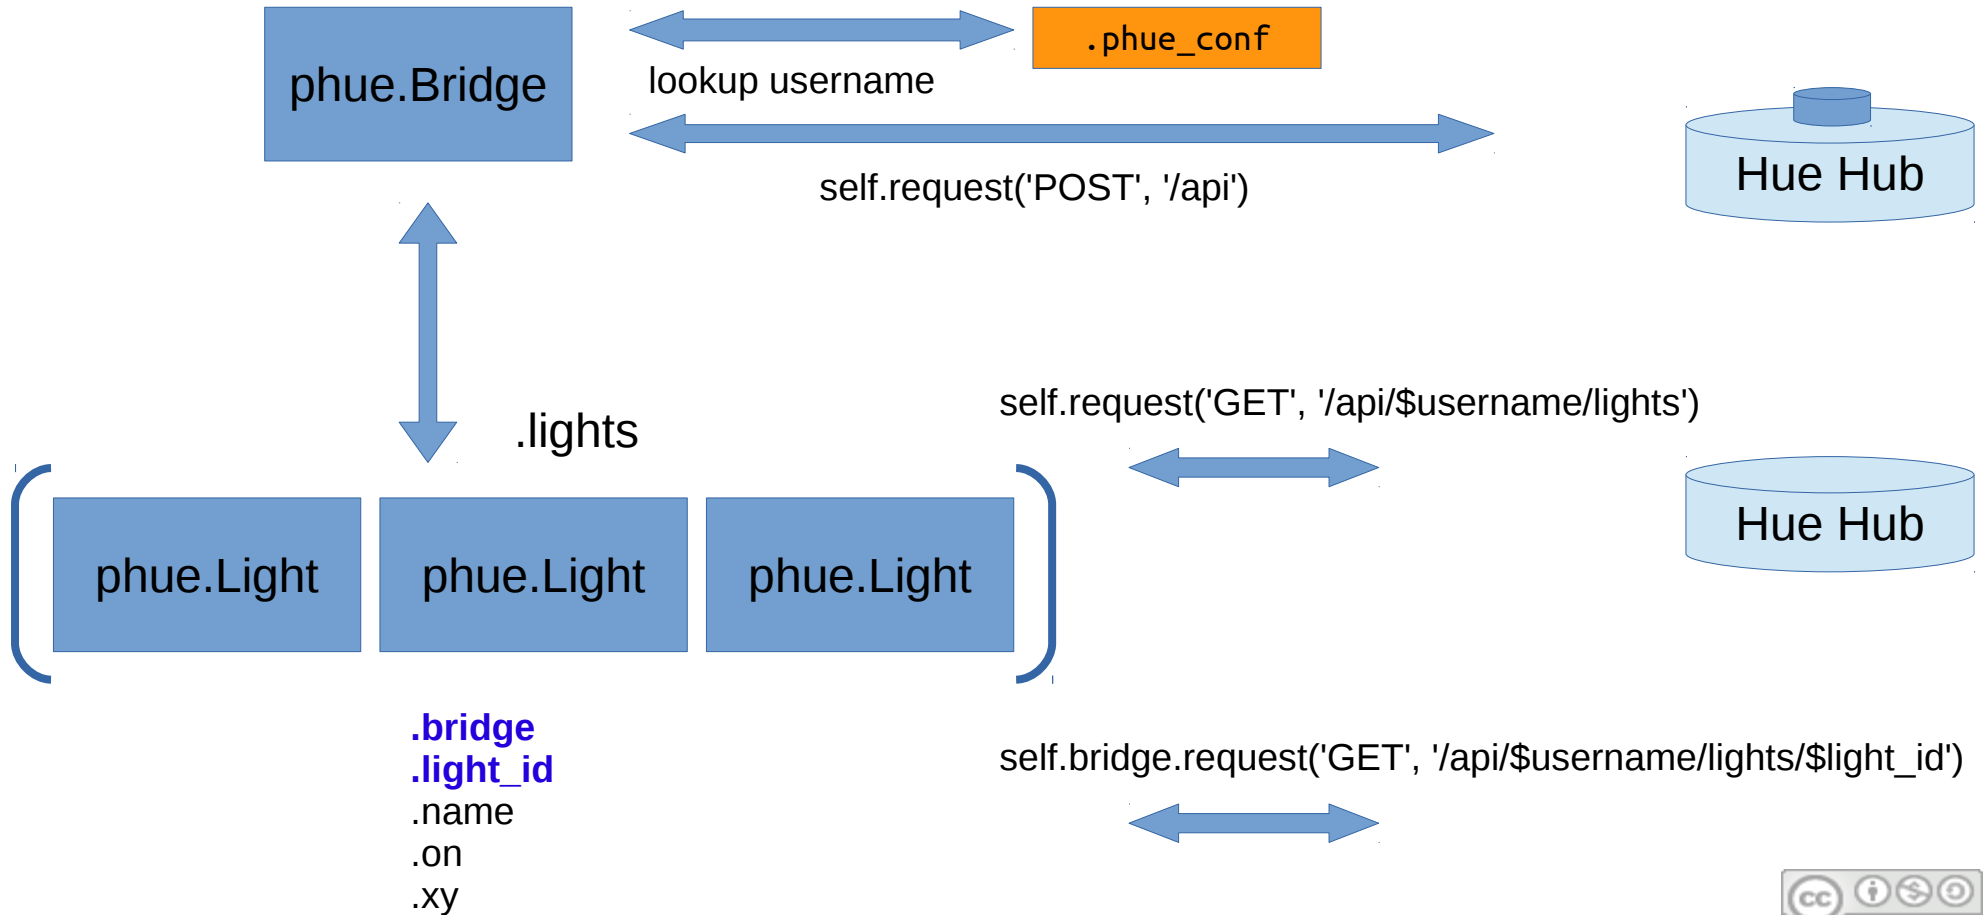 phue.Bridge
.phue_conf
lookup username
self.request('POST', '/api')
Hue Hub
.lights
self.request('GET', '/api/$username/lights')
Hue Hub
phue.Light
phue.Light
phue.Light
.bridge
.light_id
.name
.on
.xy
self.bridge.request('GET', '/api/$username/lights/$light_id')
cc